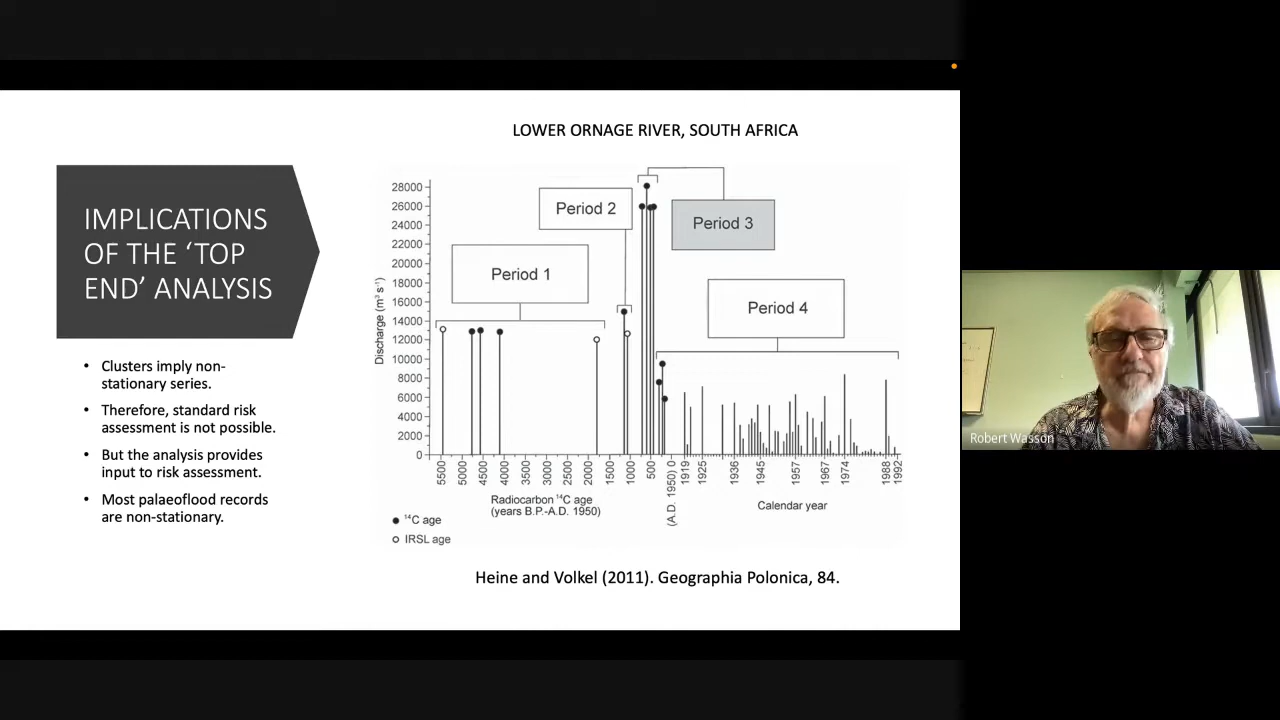 LOWER ORNAGE RIVER, SOUTH AFRICA
IMPLICATIONS
OF THE ‘TOP
END’ ANALYSIS
• Clusters imply non-
stationary series.
• Therefore, standard risk
assessment is not possible.
• But the analysis provides
input to risk assessment.
• Most palaeoflood records
are non-stationary.
Discharge (m³ s⁻¹)
28000
26000
24000
22000
20000
18000
16000
14000
12000
10000
8000
6000
4000
2000
0
Period 1
Period 2
Period 3
Period 4
5500 5000 4500 4000 3500 3000 2500 2000 1500 1000 500 (A.D. 1950) 0 1919 1925 1936 1945 1957 1967 1974 1988 1992
Radiocarbon ¹⁴C age
(years B.P.-A.D. 1950)
Calendar year
● ¹⁴C age
○ IRSL age
Heine and Volkel (2011). Geographia Polonica, 84.
Robert Wasson